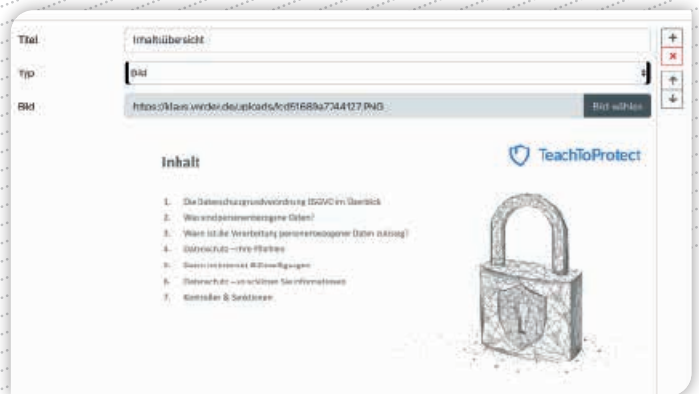 Titel Inhaltsübersicht
Typ Bild
Bild Bild wählen
Inhalt
TeachToProtect
1. Die Datenschutzgrundverordnung DSGVO im Überblick
2. Was sind personenbezogene Daten?
3. Wann ist die Verarbeitung personenbezogener Daten zulässig?
4. Datenschutz – Ihre Pflichten
5. Datensicherheit &
6. Datenschutz – so schützen Sie Informationen
7. Kontrollen & Sanktionen